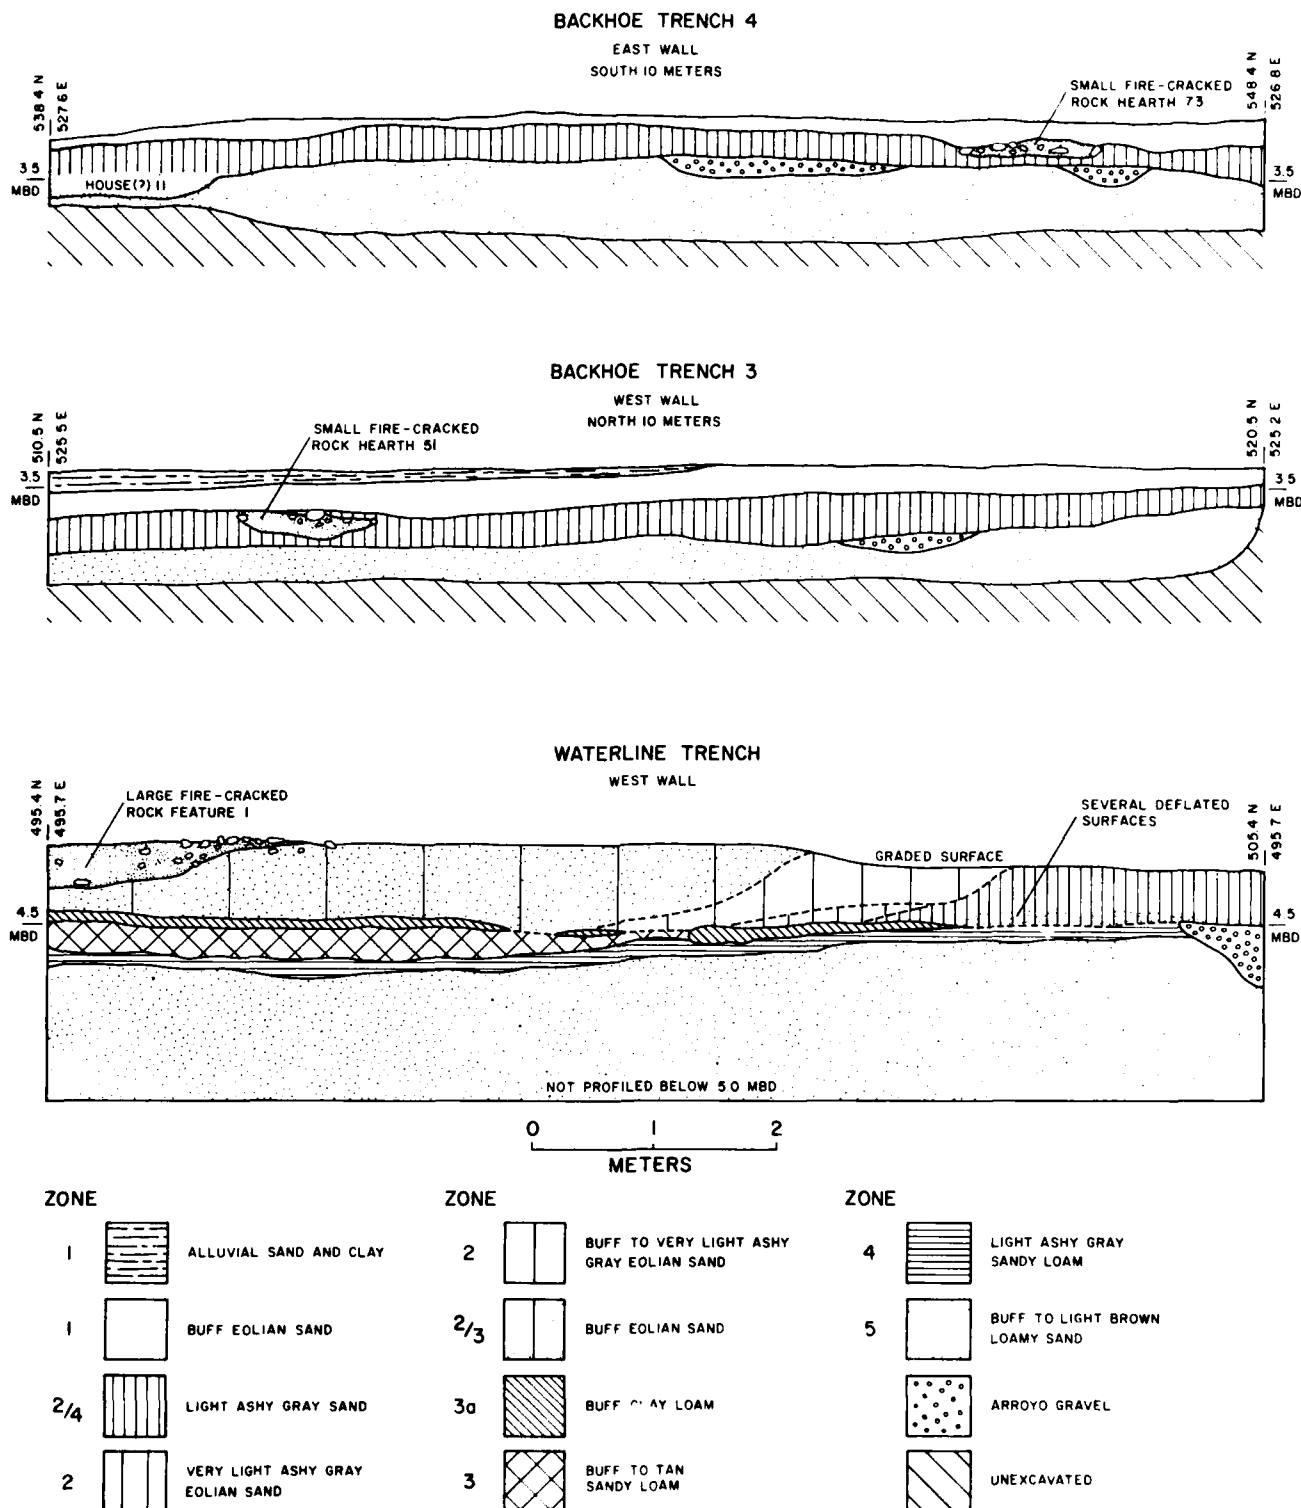 BACKHOE TRENCH 4
EAST WALL
SOUTH 10 METERS
538.4 N
527.6 E
548.4 N
526.8 E
SMALL FIRE-CRACKED
ROCK HEARTH 73
3.5
MBD
HOUSE(?) 11
3.5
MBD
BACKHOE TRENCH 3
WEST WALL
NORTH 10 METERS
510.5 N
525.5 E
520.5 N
525.2 E
SMALL FIRE-CRACKED
ROCK HEARTH 51
3.5
MBD
3.5
MBD
WATERLINE TRENCH
WEST WALL
495.4 N
495.7 E
505.4 N
495.7 E
LARGE FIRE-CRACKED
ROCK FEATURE 1
SEVERAL DEFLATED
SURFACES
GRADED SURFACE
4.5
MBD
4.5
MBD
NOT PROFILED BELOW 5.0 MBD
0 1 2
METERS
ZONE
1 ALLUVIAL SAND AND CLAY
1 BUFF EOLIAN SAND
2/4 LIGHT ASHY GRAY SAND
2 VERY LIGHT ASHY GRAY
EOLIAN SAND
ZONE
2 BUFF TO VERY LIGHT ASHY
GRAY EOLIAN SAND
2/3 BUFF EOLIAN SAND
3a BUFF CLAY LOAM
3 BUFF TO TAN
SANDY LOAM
ZONE
4 LIGHT ASHY GRAY
SANDY LOAM
5 BUFF TO LIGHT BROWN
LOAMY SAND
ARROYO GRAVEL
UNEXCAVATED